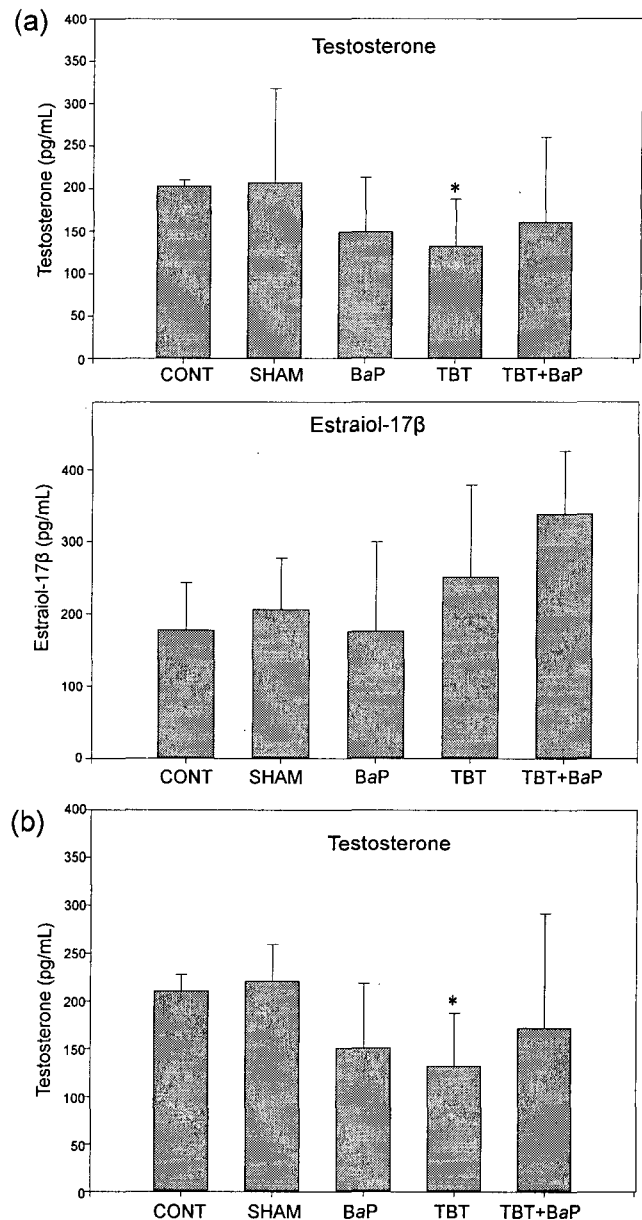 (a)
Testosterone
Testosterone (pg/mL)
400
350
300
250
200
150
100
50
0
CONT SHAM BaP TBT TBT+BaP
*
Estraiol-17β
Estraiol-17β (pg/mL)
400
300
200
100
0
CONT SHAM BaP TBT TBT+BaP
(b)
Testosterone
Testosterone (pg/mL)
400
350
300
250
200
150
100
50
0
CONT SHAM BaP TBT TBT+BaP
*